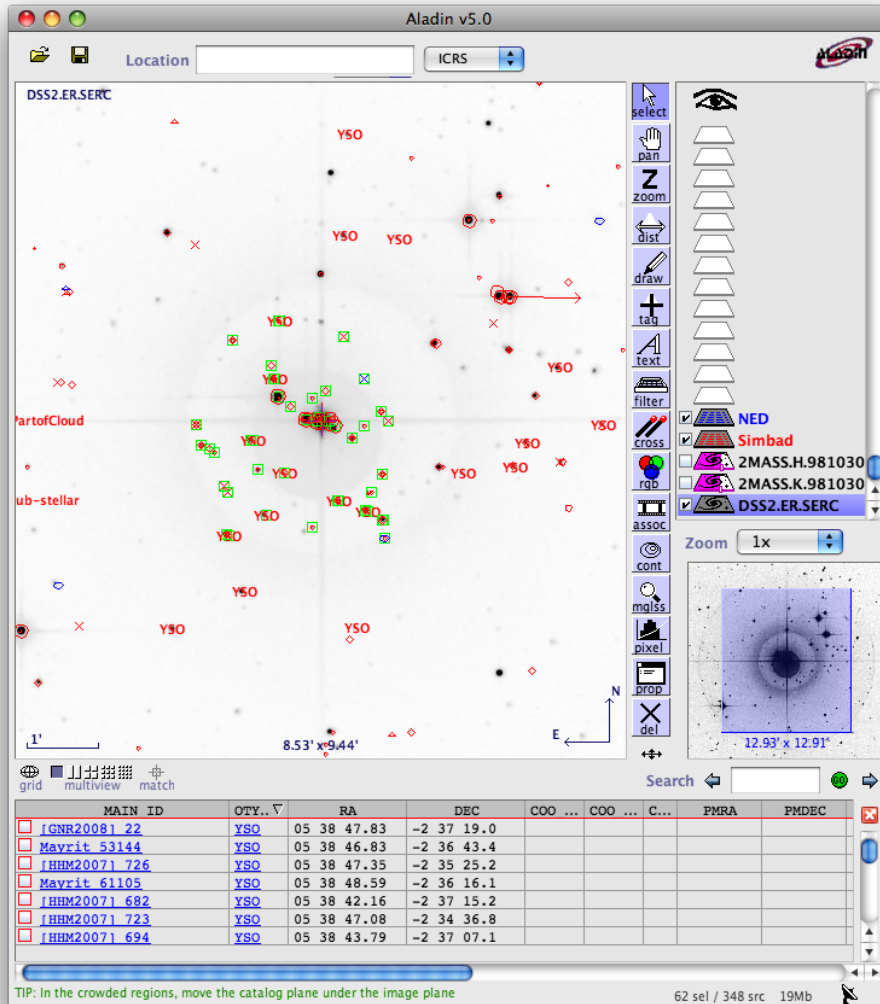 Aladin v5.0
Location ICRS ALADIN
DSS2.ER.SERC
YSO
YSO YSO
YSO
YSO
YSO
PartofCloud
YSO
YSO
YSO
YSO
YSO
YSO
ub-stellar
YSO
YSO
YSO
YSO
YSO
YSO
YSO
1'
8.53' x 9.44'
N
E
select
pan
Z
zoom
dist
draw
tag
A
text
filter
cross
rgb
assoc
cont
mglss
pixel
prop
del
NED
Simbad
2MASS.H.981030
2MASS.K.981030
DSS2.ER.SERC
Zoom 1x
12.93' x 12.91'
grid multiview match
Search GO
MAIN ID OTY.. RA DEC COO ... COO ... C... PMRA PMDEC
[GNR2008] 22 YSO 05 38 47.83 -2 37 19.0
Mayrit 53144 YSO 05 38 46.83 -2 36 43.4
[HHM2007] 726 YSO 05 38 47.35 -2 35 25.2
Mayrit 61105 YSO 05 38 48.59 -2 36 16.1
[HHM2007] 682 YSO 05 38 42.16 -2 37 15.2
[HHM2007] 723 YSO 05 38 47.08 -2 34 36.8
[HHM2007] 694 YSO 05 38 43.79 -2 37 07.1
TIP: In the crowded regions, move the catalog plane under the image plane
62 sel / 348 src 19Mb